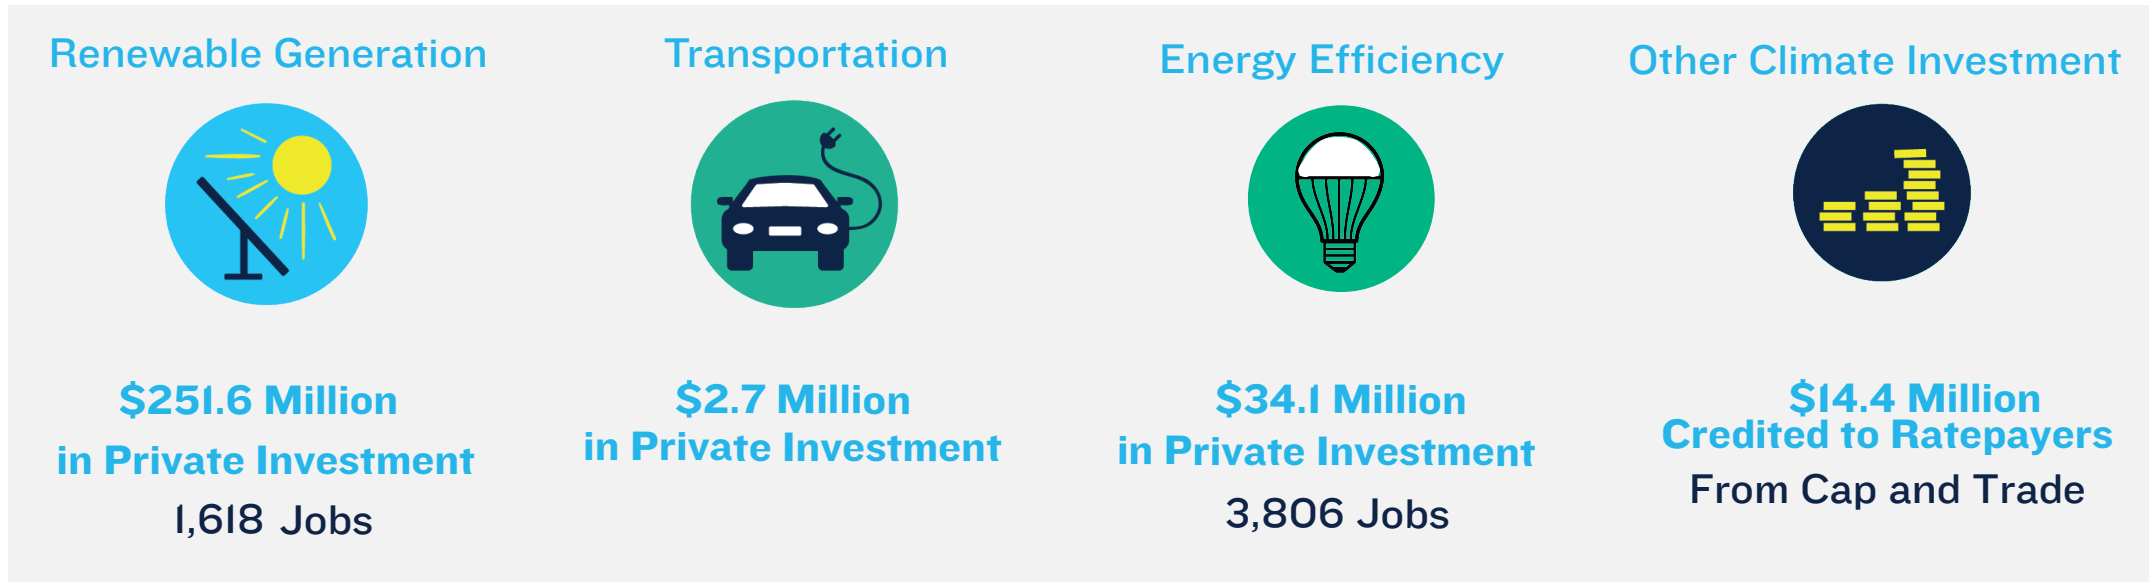 Renewable Generation
$251.6 Million
in Private Investment
1,618 Jobs
Transportation
$2.7 Million
in Private Investment
Energy Efficiency
$34.1 Million
in Private Investment
3,806 Jobs
Other Climate Investment
$14.4 Million
Credited to Ratepayers
From Cap and Trade